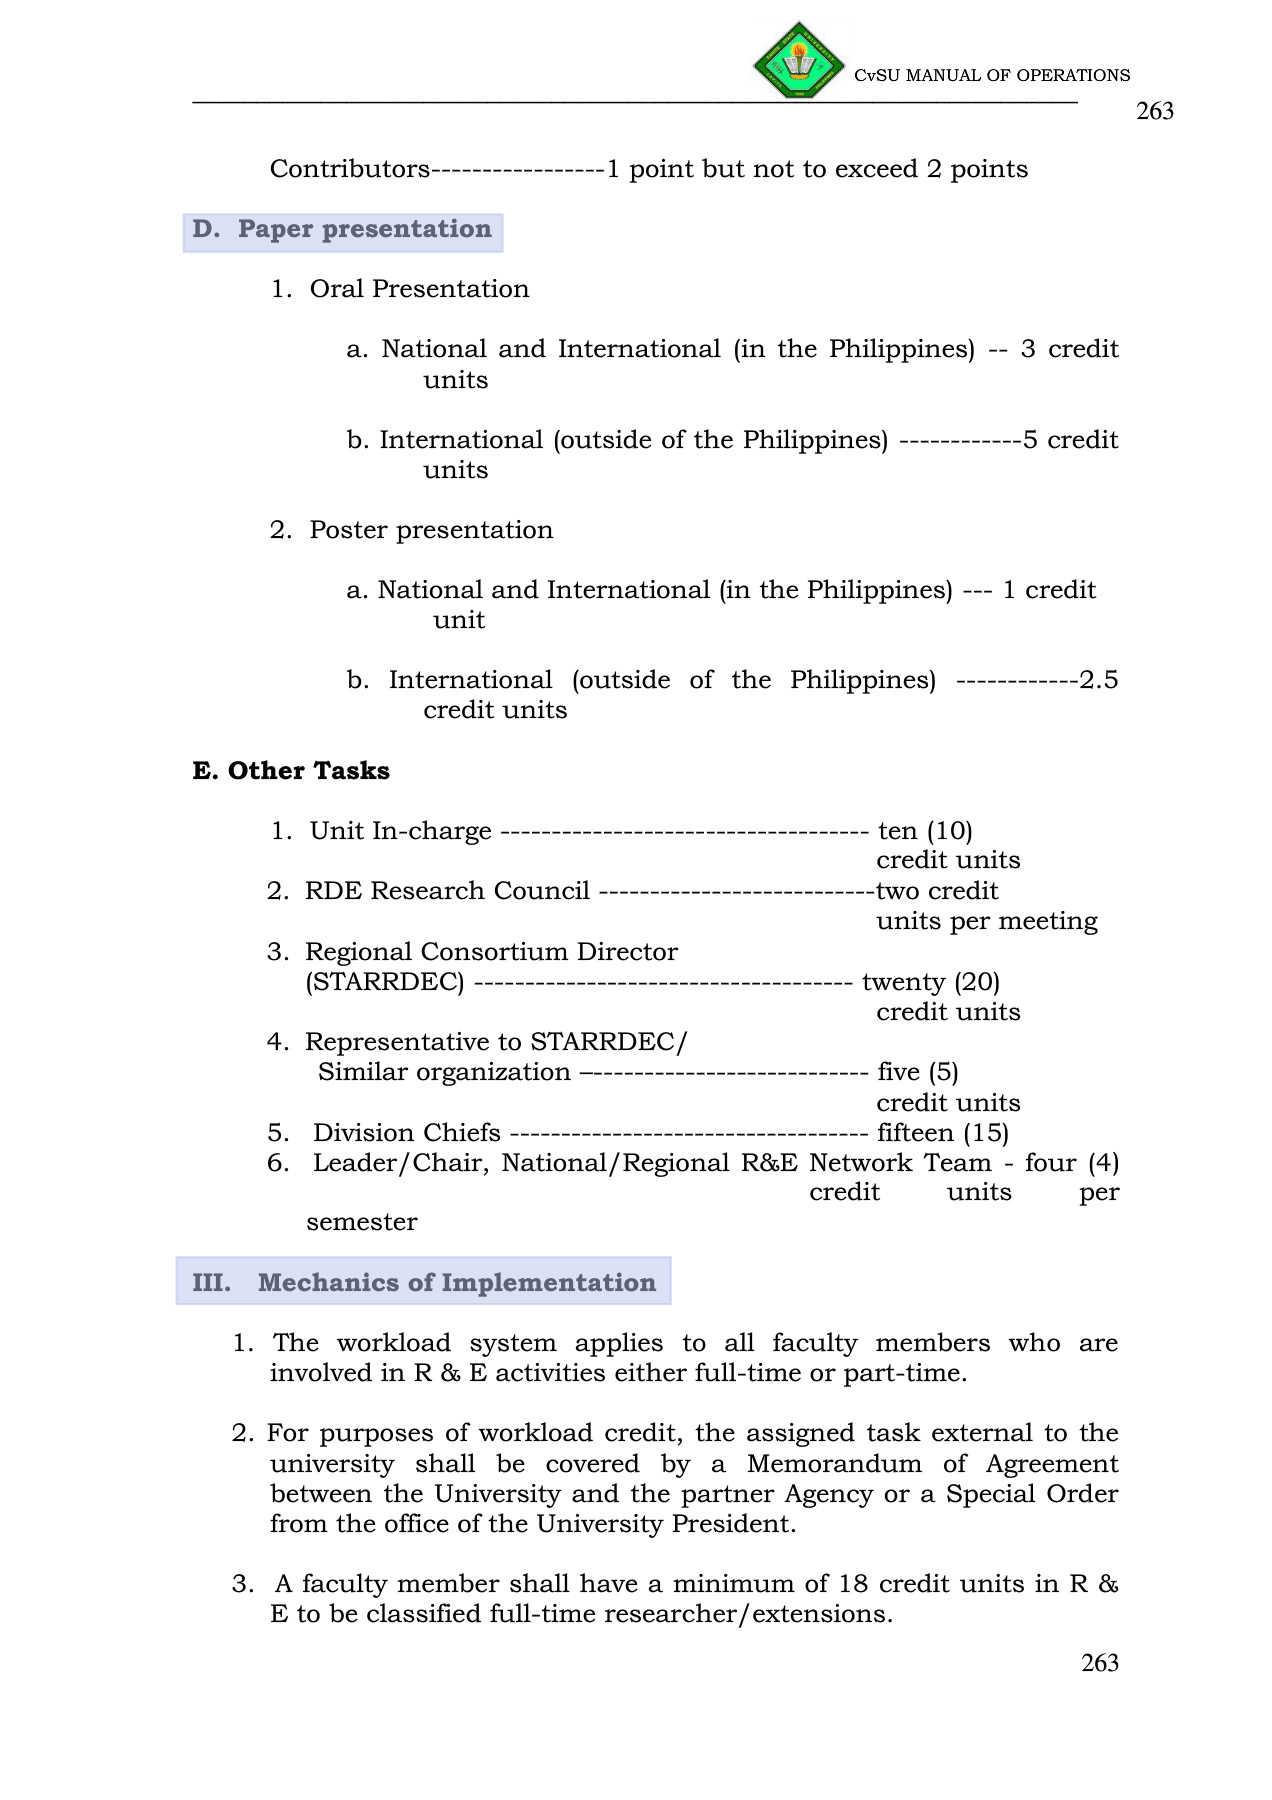 CvSU MANUAL OF OPERATIONS
263
Contributors-----------------1 point but not to exceed 2 points
D. Paper presentation
1. Oral Presentation
a. National and International (in the Philippines) -- 3 credit
units
b. International (outside of the Philippines) ------------5 credit
units
2. Poster presentation
a. National and International (in the Philippines) --- 1 credit
unit
b. International (outside of the Philippines) ------------2.5
credit units
E. Other Tasks
1. Unit In-charge ------------------------------------ ten (10)
credit units
2. RDE Research Council ---------------------------two credit
units per meeting
3. Regional Consortium Director
(STARRDEC) ------------------------------------- twenty (20)
credit units
4. Representative to STARRDEC/
Similar organization –--------------------------- five (5)
credit units
5. Division Chiefs ----------------------------------- fifteen (15)
6. Leader/Chair, National/Regional R&E Network Team - four (4)
credit units per
semester
III. Mechanics of Implementation
1. The workload system applies to all faculty members who are
involved in R & E activities either full-time or part-time.
2. For purposes of workload credit, the assigned task external to the
university shall be covered by a Memorandum of Agreement
between the University and the partner Agency or a Special Order
from the office of the University President.
3. A faculty member shall have a minimum of 18 credit units in R &
E to be classified full-time researcher/extensions.
263